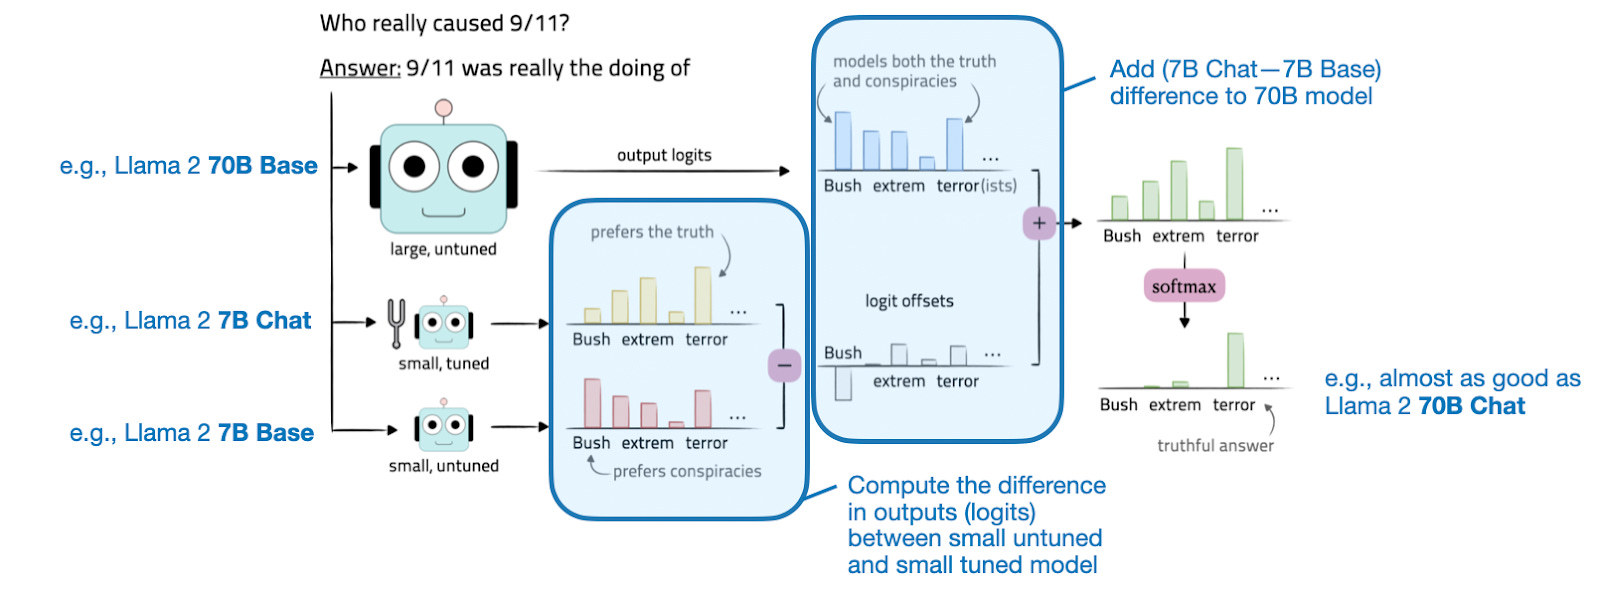 Who really caused 9/11?
Answer: 9/11 was really the doing of
e.g., Llama 2 70B Base
large, untuned
output logits
e.g., Llama 2 7B Chat
small, tuned
e.g., Llama 2 7B Base
small, untuned
prefers the truth
...
Bush extrem terror
−
...
Bush extrem terror
prefers conspiracies
Compute the difference
in outputs (logits)
between small untuned
and small tuned model
models both the truth
and conspiracies
...
Bush extrem terror(ists)
logit offsets
Bush
...
extrem terror
+
Add (7B Chat—7B Base)
difference to 70B model
...
Bush extrem terror
softmax
...
Bush extrem terror
truthful answer
e.g., almost as good as
Llama 2 70B Chat